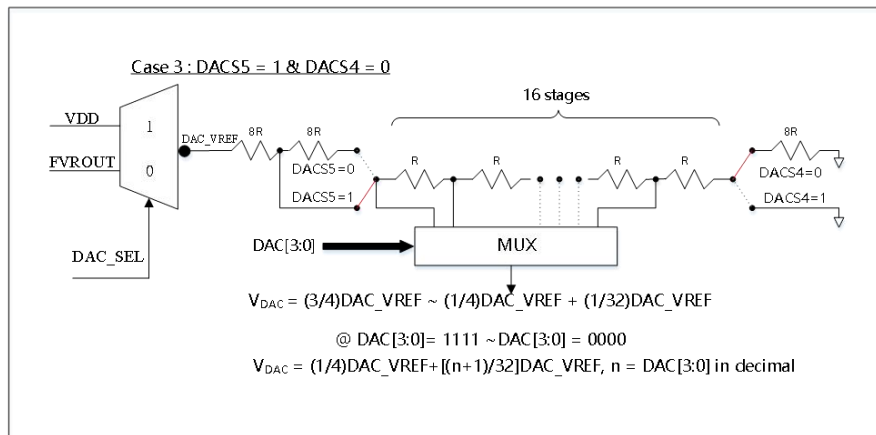 Case 3 : DACS5 = 1 & DACS4 = 0
16 stages
VDD
1
DAC_VREF
8R
8R
8R
FVROUT
0
DACS5=0
R
R
R
R
DACS4=0
DACS5=1
DACS4=1
DAC_SEL
DAC[3:0]
MUX
VDAC = (3/4)DAC_VREF ~ (1/4)DAC_VREF + (1/32)DAC_VREF
@ DAC[3:0]= 1111 ~DAC[3:0] = 0000
VDAC = (1/4)DAC_VREF+[(n+1)/32]DAC_VREF, n = DAC[3:0] in decimal